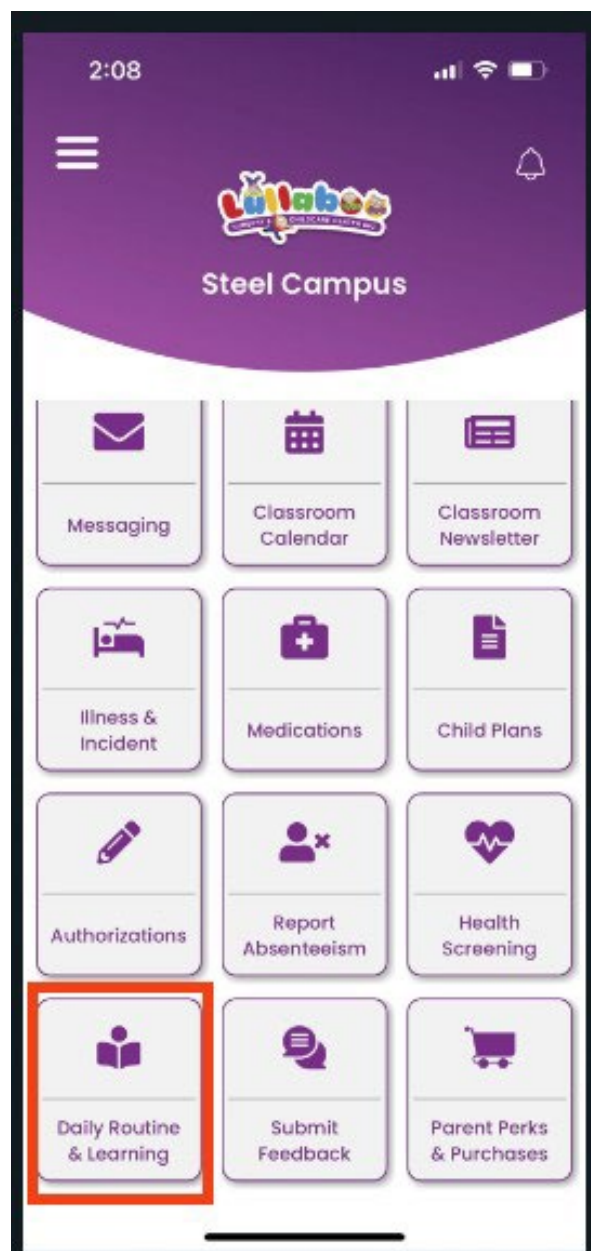 2:08
Lullaboo
Steel Campus
Messaging
Classroom
Calendar
Classroom
Newsletter
Illness &
Incident
Medications
Child Plans
Authorizations
Report
Absenteeism
Health
Screening
Daily Routine
& Learning
Submit
Feedback
Parent Perks
& Purchases